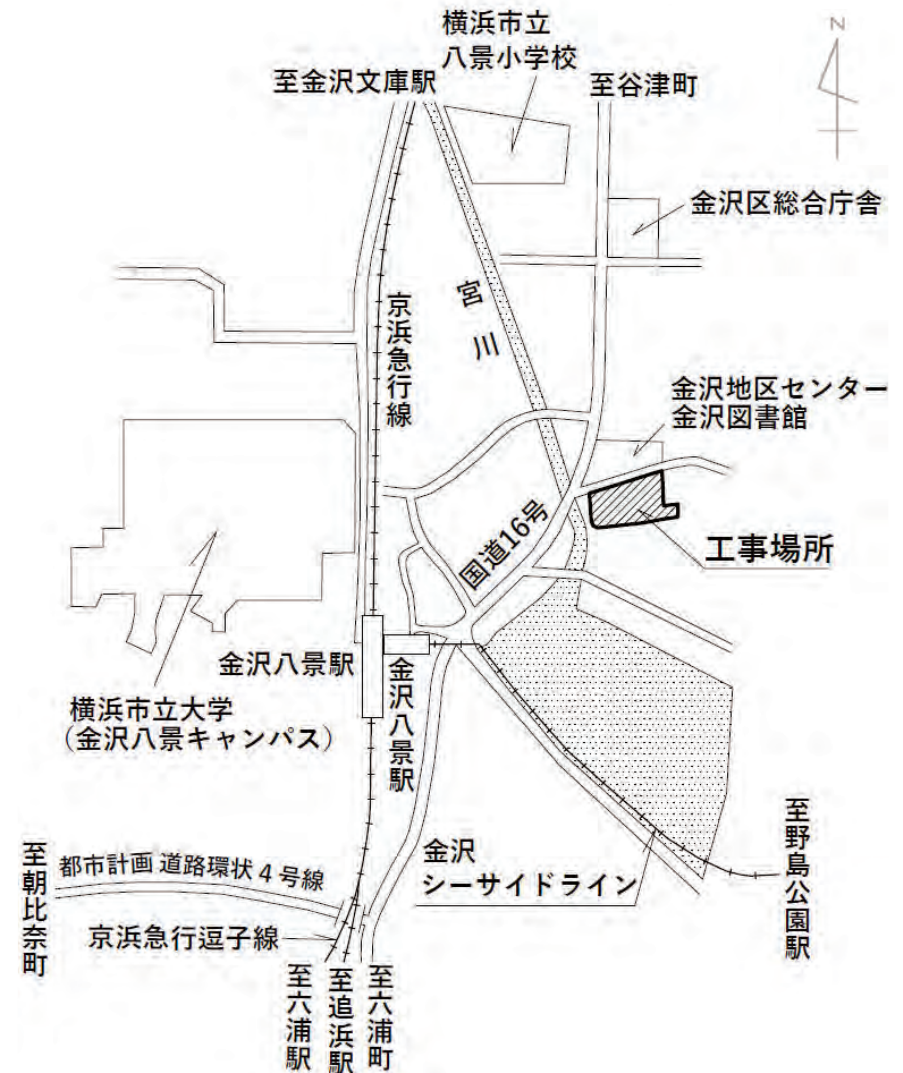 横浜市立
八景小学校
至金沢文庫駅
至谷津町
N
金沢区総合庁舎
京浜急行線
宮川
金沢地区センター
金沢図書館
国道16号
工事場所
金沢八景駅
金沢八景駅
横浜市立大学
（金沢八景キャンパス）
至野島公園駅
金沢
シーサイドライン
都市計画 道路環状4号線
至朝比奈町
京浜急行逗子線
至六浦駅
至追浜駅
至六浦町